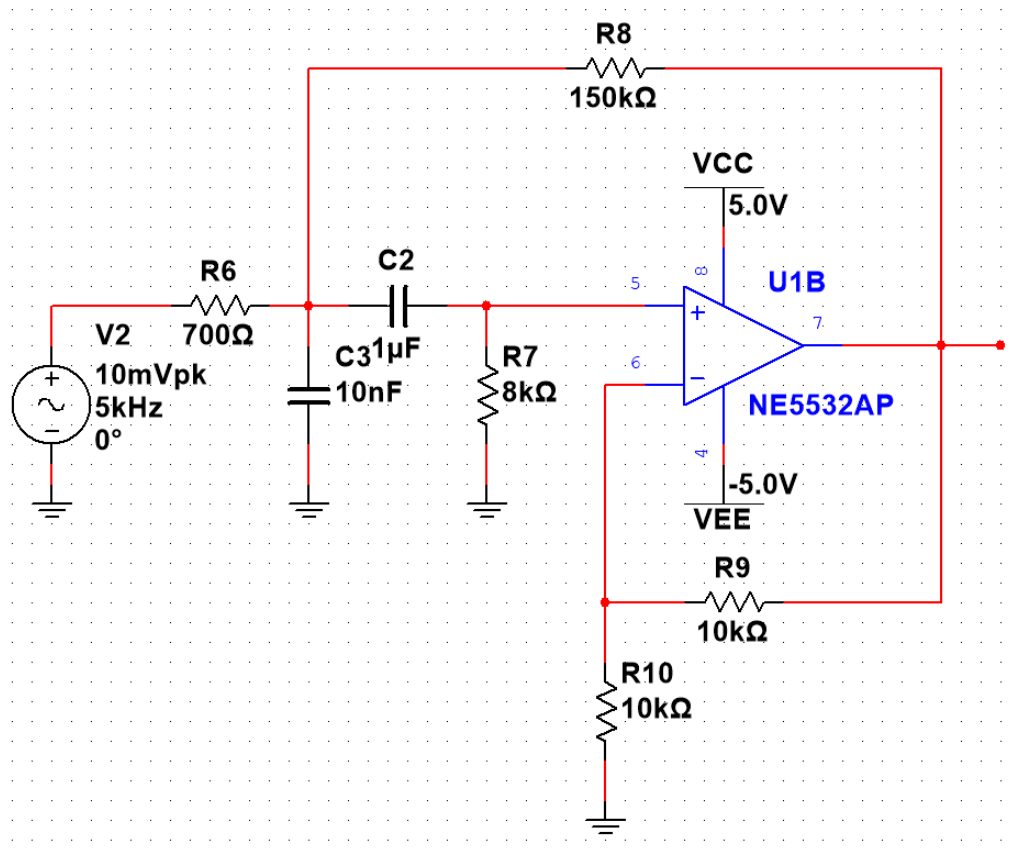 R8
150kΩ
VCC
5.0V
C2
R6
8
U1B
5
+
7
V2
700Ω
1µF
C3
R7
6
−
10mVpk
10nF
8kΩ
+
5kHz
NE5532AP
−
0°
4
-5.0V
VEE
R9
10kΩ
R10
10kΩ